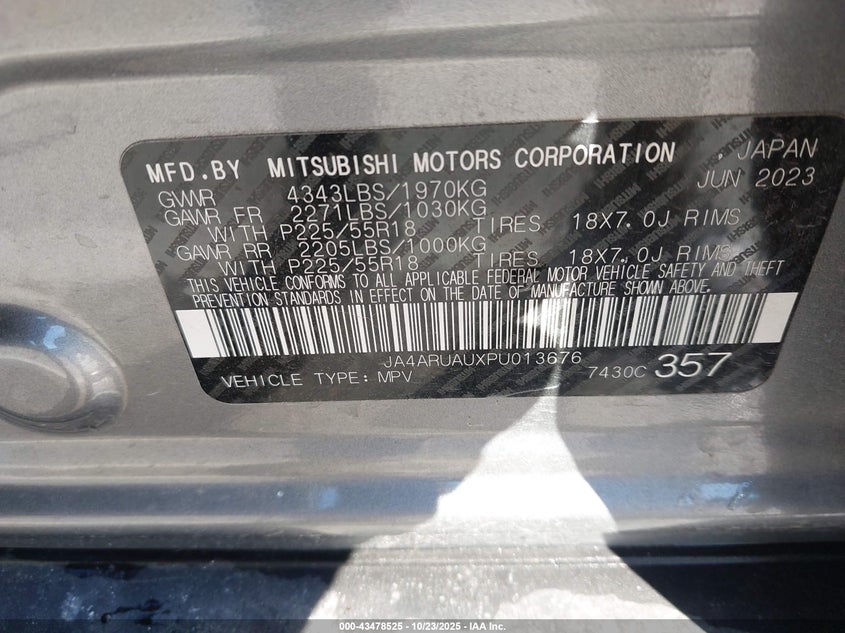 MFD.BY MITSUBISHI MOTORS CORPORATION , JAPAN
GVWR 4343LBS/1970KG JUN 2023
GAWR FR 2271LBS/1030KG
WITH P225/55R18 TIRES 18X7.0J RIMS
GAWR RR 2205LBS/1000KG
WITH P225/55R18 TIRES 18X7.0J RIMS
THIS VEHICLE CONFORMS TO ALL APPLICABLE FEDERAL MOTOR VEHICLE SAFETY AND THEFT
PREVENTION STANDARDS IN EFFECT ON THE DATE OF MANUFACTURE SHOWN ABOVE.
JA4ARUAUXPU013676
VEHICLE TYPE: MPV 7430C 357
000-43478525 - 10/23/2025 - IAA Inc.